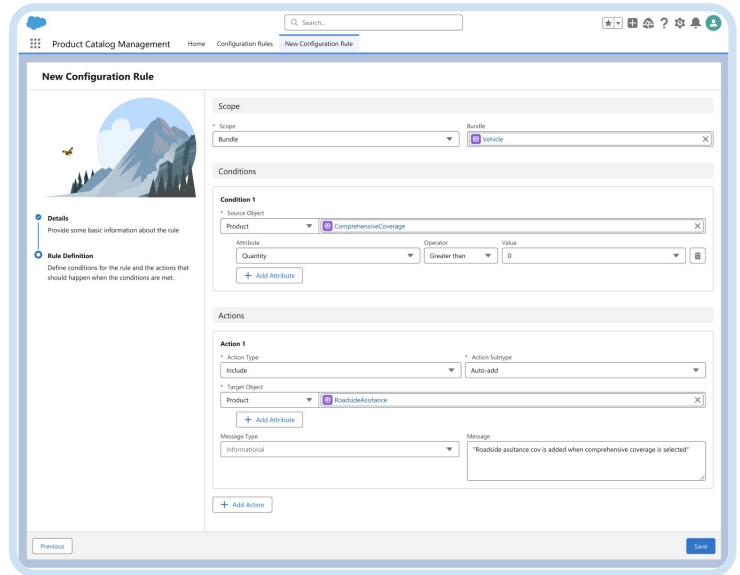 Search...
Product Catalog Management Home Configuration Rules New Configuration Rule
New Configuration Rule
Details
Provide some basic information about the rule
Rule Definition
Define conditions for the rule and the actions that
should happen when the conditions are met.
Scope
* Scope Bundle
Bundle Vehicle
Conditions
Condition 1
* Source Object
Product ComprehensiveCoverage
Attribute Operator Value
Quantity Greater than 0
+ Add Attribute
Actions
Action 1
* Action Type * Action Subtype
Include Auto-add
* Target Object
Product RoadsideAssitance
+ Add Attribute
Message Type Message
Informational "Roadside assitance cov is added when comprehensive coverage is selected"
+ Add Action
Previous Save